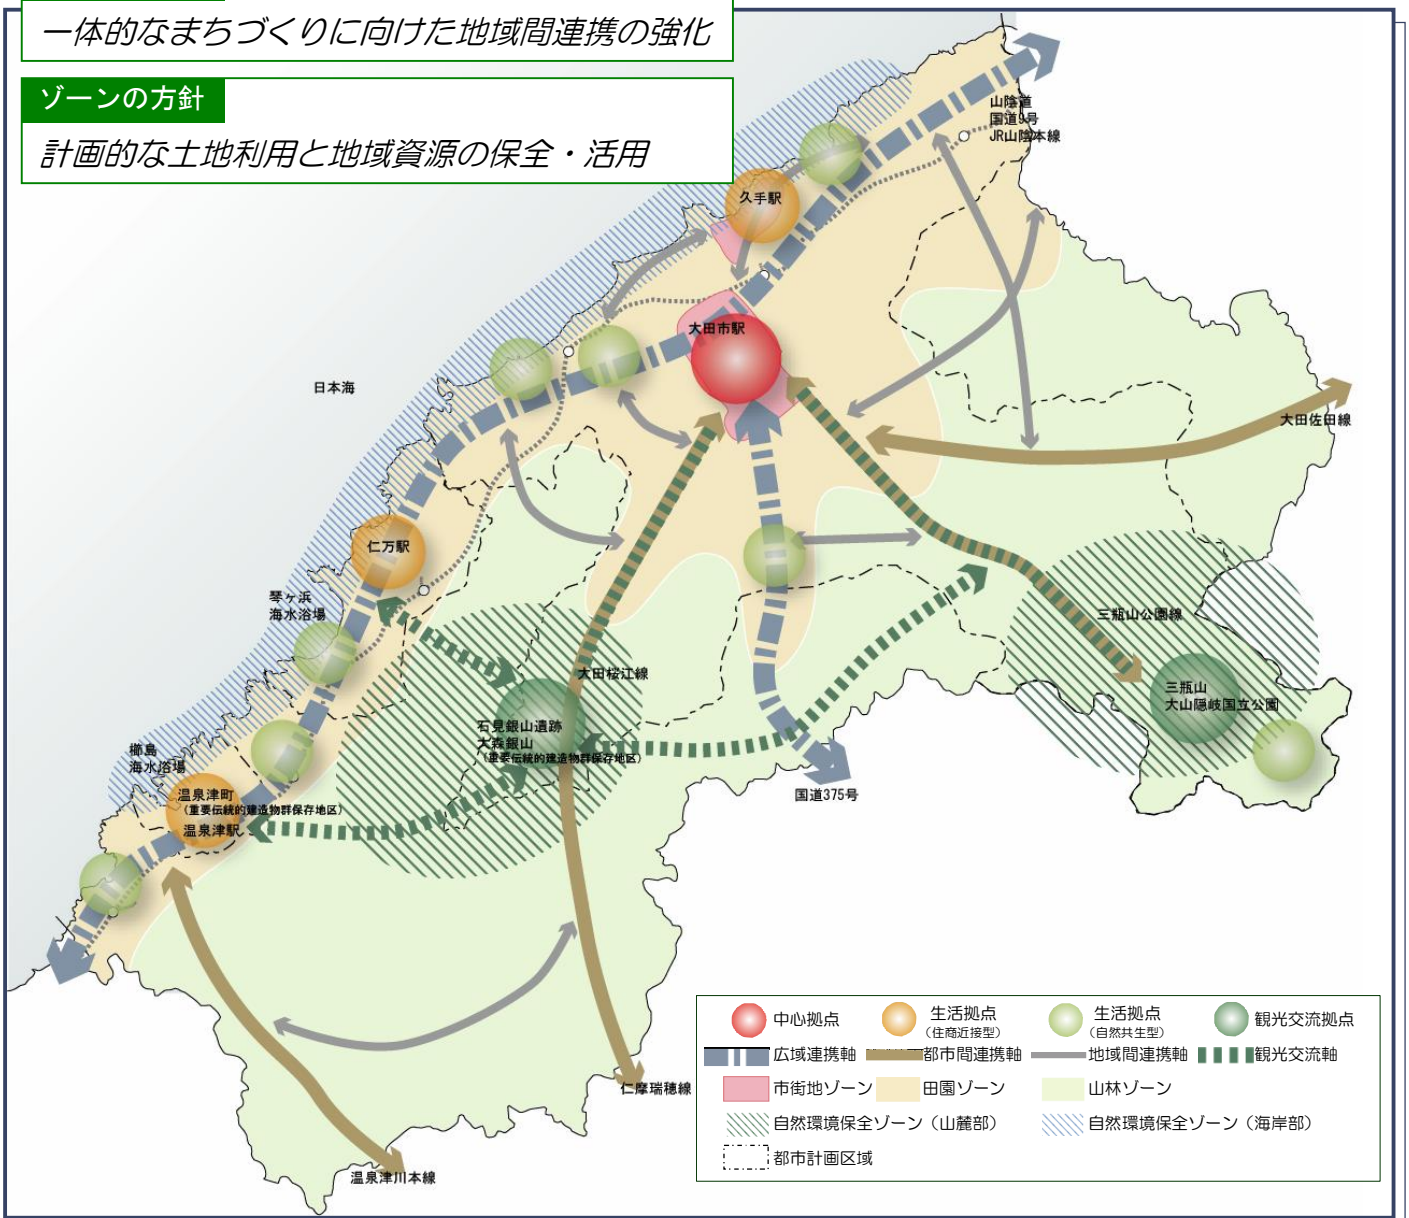 一体的なまちづくりに向けた地域間連携の強化
ゾーンの方針
計画的な土地利用と地域資源の保全・活用
山陰道
国道9号
JR山陰本線
久手駅
大田市駅
日本海
大田佐田線
仁万駅
琴ヶ浜
海水浴場
三瓶山公園線
大田桜江線
三瓶山
大山隠岐国立公園
石見銀山遺跡
大森銀山
(重要伝統的建造物群保存地区)
櫛島
海水浴場
温泉津町
(重要伝統的建造物群保存地区)
温泉津駅
国道375号
仁摩瑞穂線
温泉津川本線
中心拠点
生活拠点
(住商近接型)
生活拠点
(自然共生型)
観光交流拠点
広域連携軸
都市間連携軸
地域間連携軸
観光交流軸
市街地ゾーン
田園ゾーン
山林ゾーン
自然環境保全ゾーン（山麓部）
自然環境保全ゾーン（海岸部）
都市計画区域